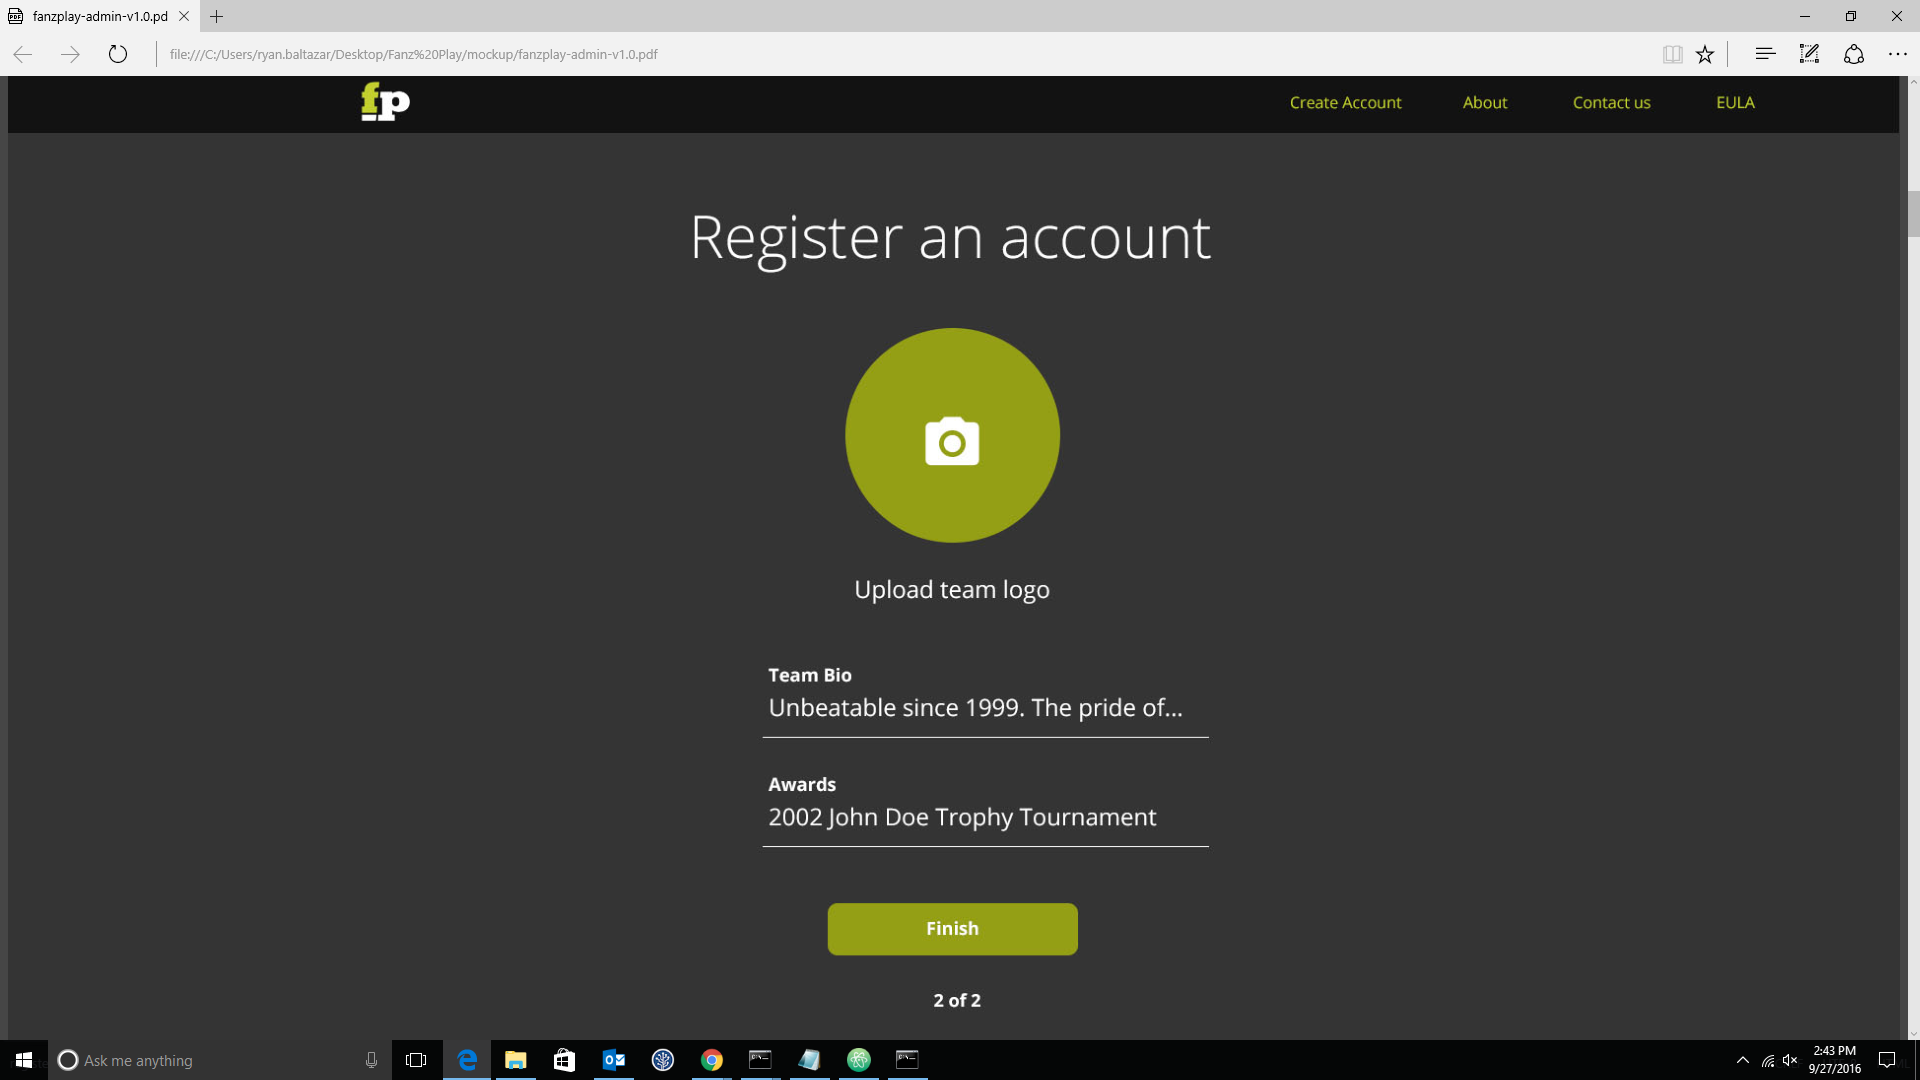 fanzplay-admin-v1.0.pd
file:///C:/Users/ryan.baltazar/Desktop/Fanz%20Play/mockup/fanzplay-admin-v1.0.pdf
fp
Create Account
About
Contact us
EULA
Register an account
Upload team logo
Team Bio
Unbeatable since 1999. The pride of...
Awards
2002 John Doe Trophy Tournament
Finish
2 of 2
Ask me anything
2:43 PM
9/27/2016